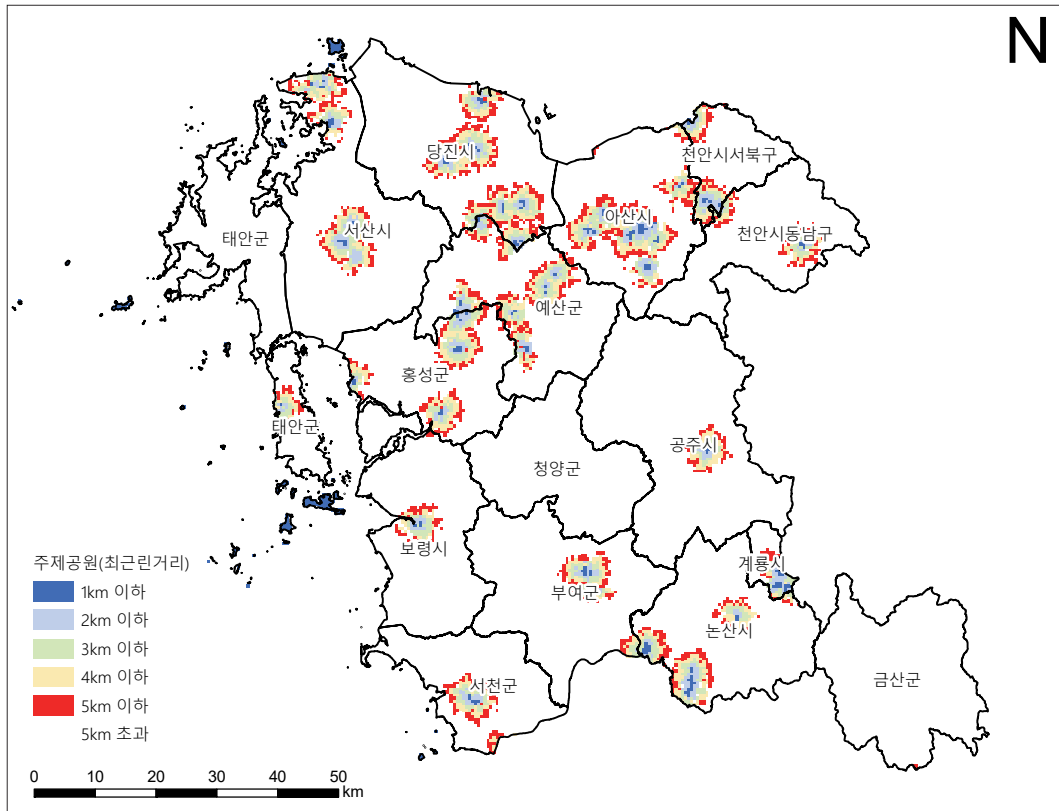 N
당진시
천안시서북구
아산시
서산시
천안시동남구
태안군
예산군
홍성군
태안군
공주시
청양군
보령시
계룡시
부여군
논산시
서천군
금산군
주제공원(최근린거리)
1km 이하
2km 이하
3km 이하
4km 이하
5km 이하
5km 초과
0 10 20 30 40 50
km